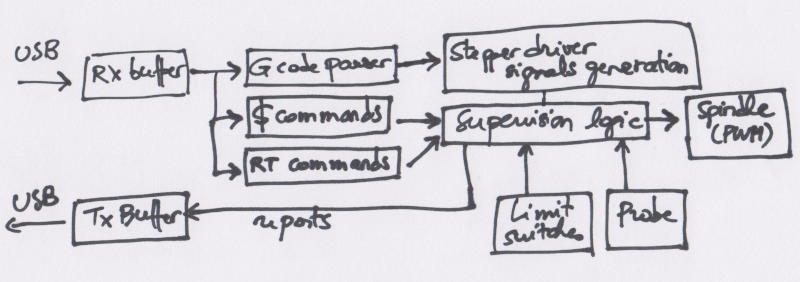 USB
Rx buffer
G code parser
Stepper driver
signals generation
$ commands
Supervision logic
Spindle
(PWM)
RT commands
USB
Tx Buffer
reports
Limit
switches
Probe